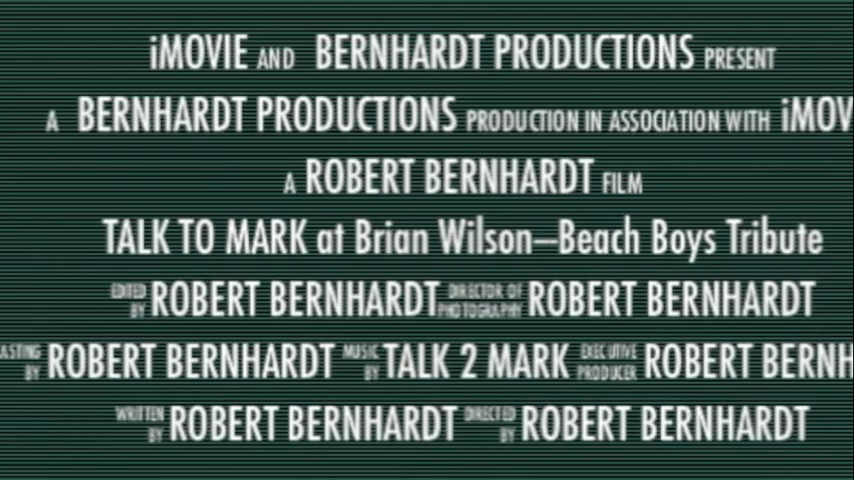 iMOVIE AND BERNHARDT PRODUCTIONS PRESENT
A BERNHARDT PRODUCTIONS PRODUCTION IN ASSOCIATION WITH iMOV
A ROBERT BERNHARDT FILM
TALK TO MARK at Brian Wilson–Beach Boys Tribute
EDITED BY ROBERT BERNHARDT DIRECTOR OF PHOTOGRAPHY ROBERT BERNHARDT
ASTING BY ROBERT BERNHARDT MUSIC BY TALK 2 MARK EXECUTIVE PRODUCER ROBERT BERNH
WRITTEN BY ROBERT BERNHARDT DIRECTED BY ROBERT BERNHARDT